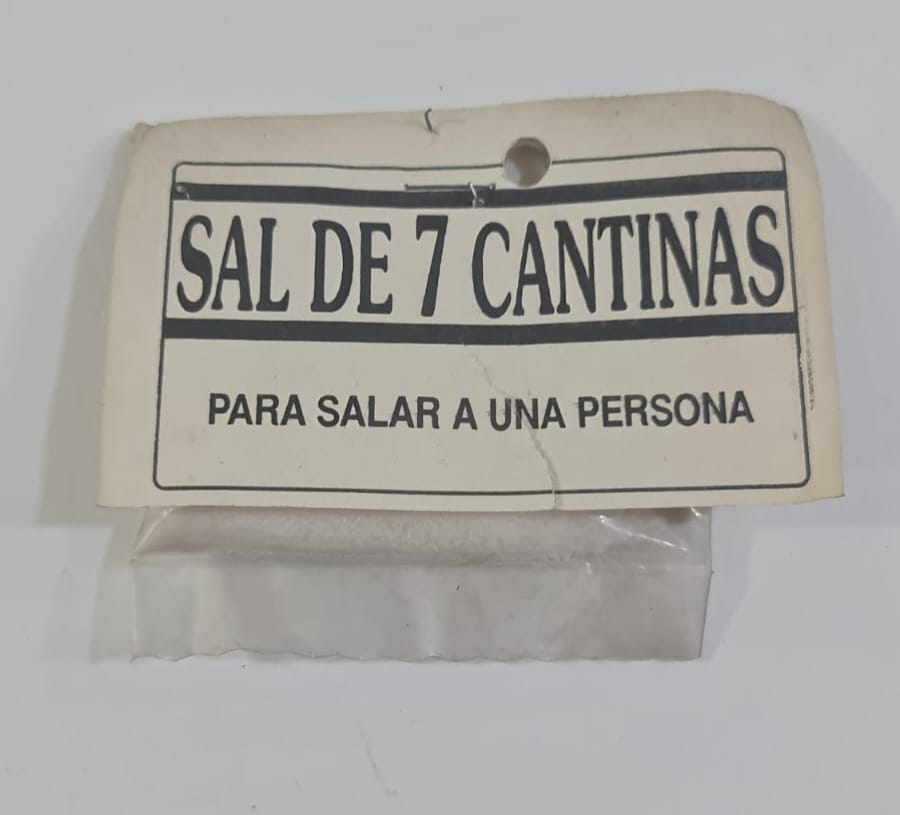 SAL DE 7 CANTINAS
PARA SALAR A UNA PERSONA